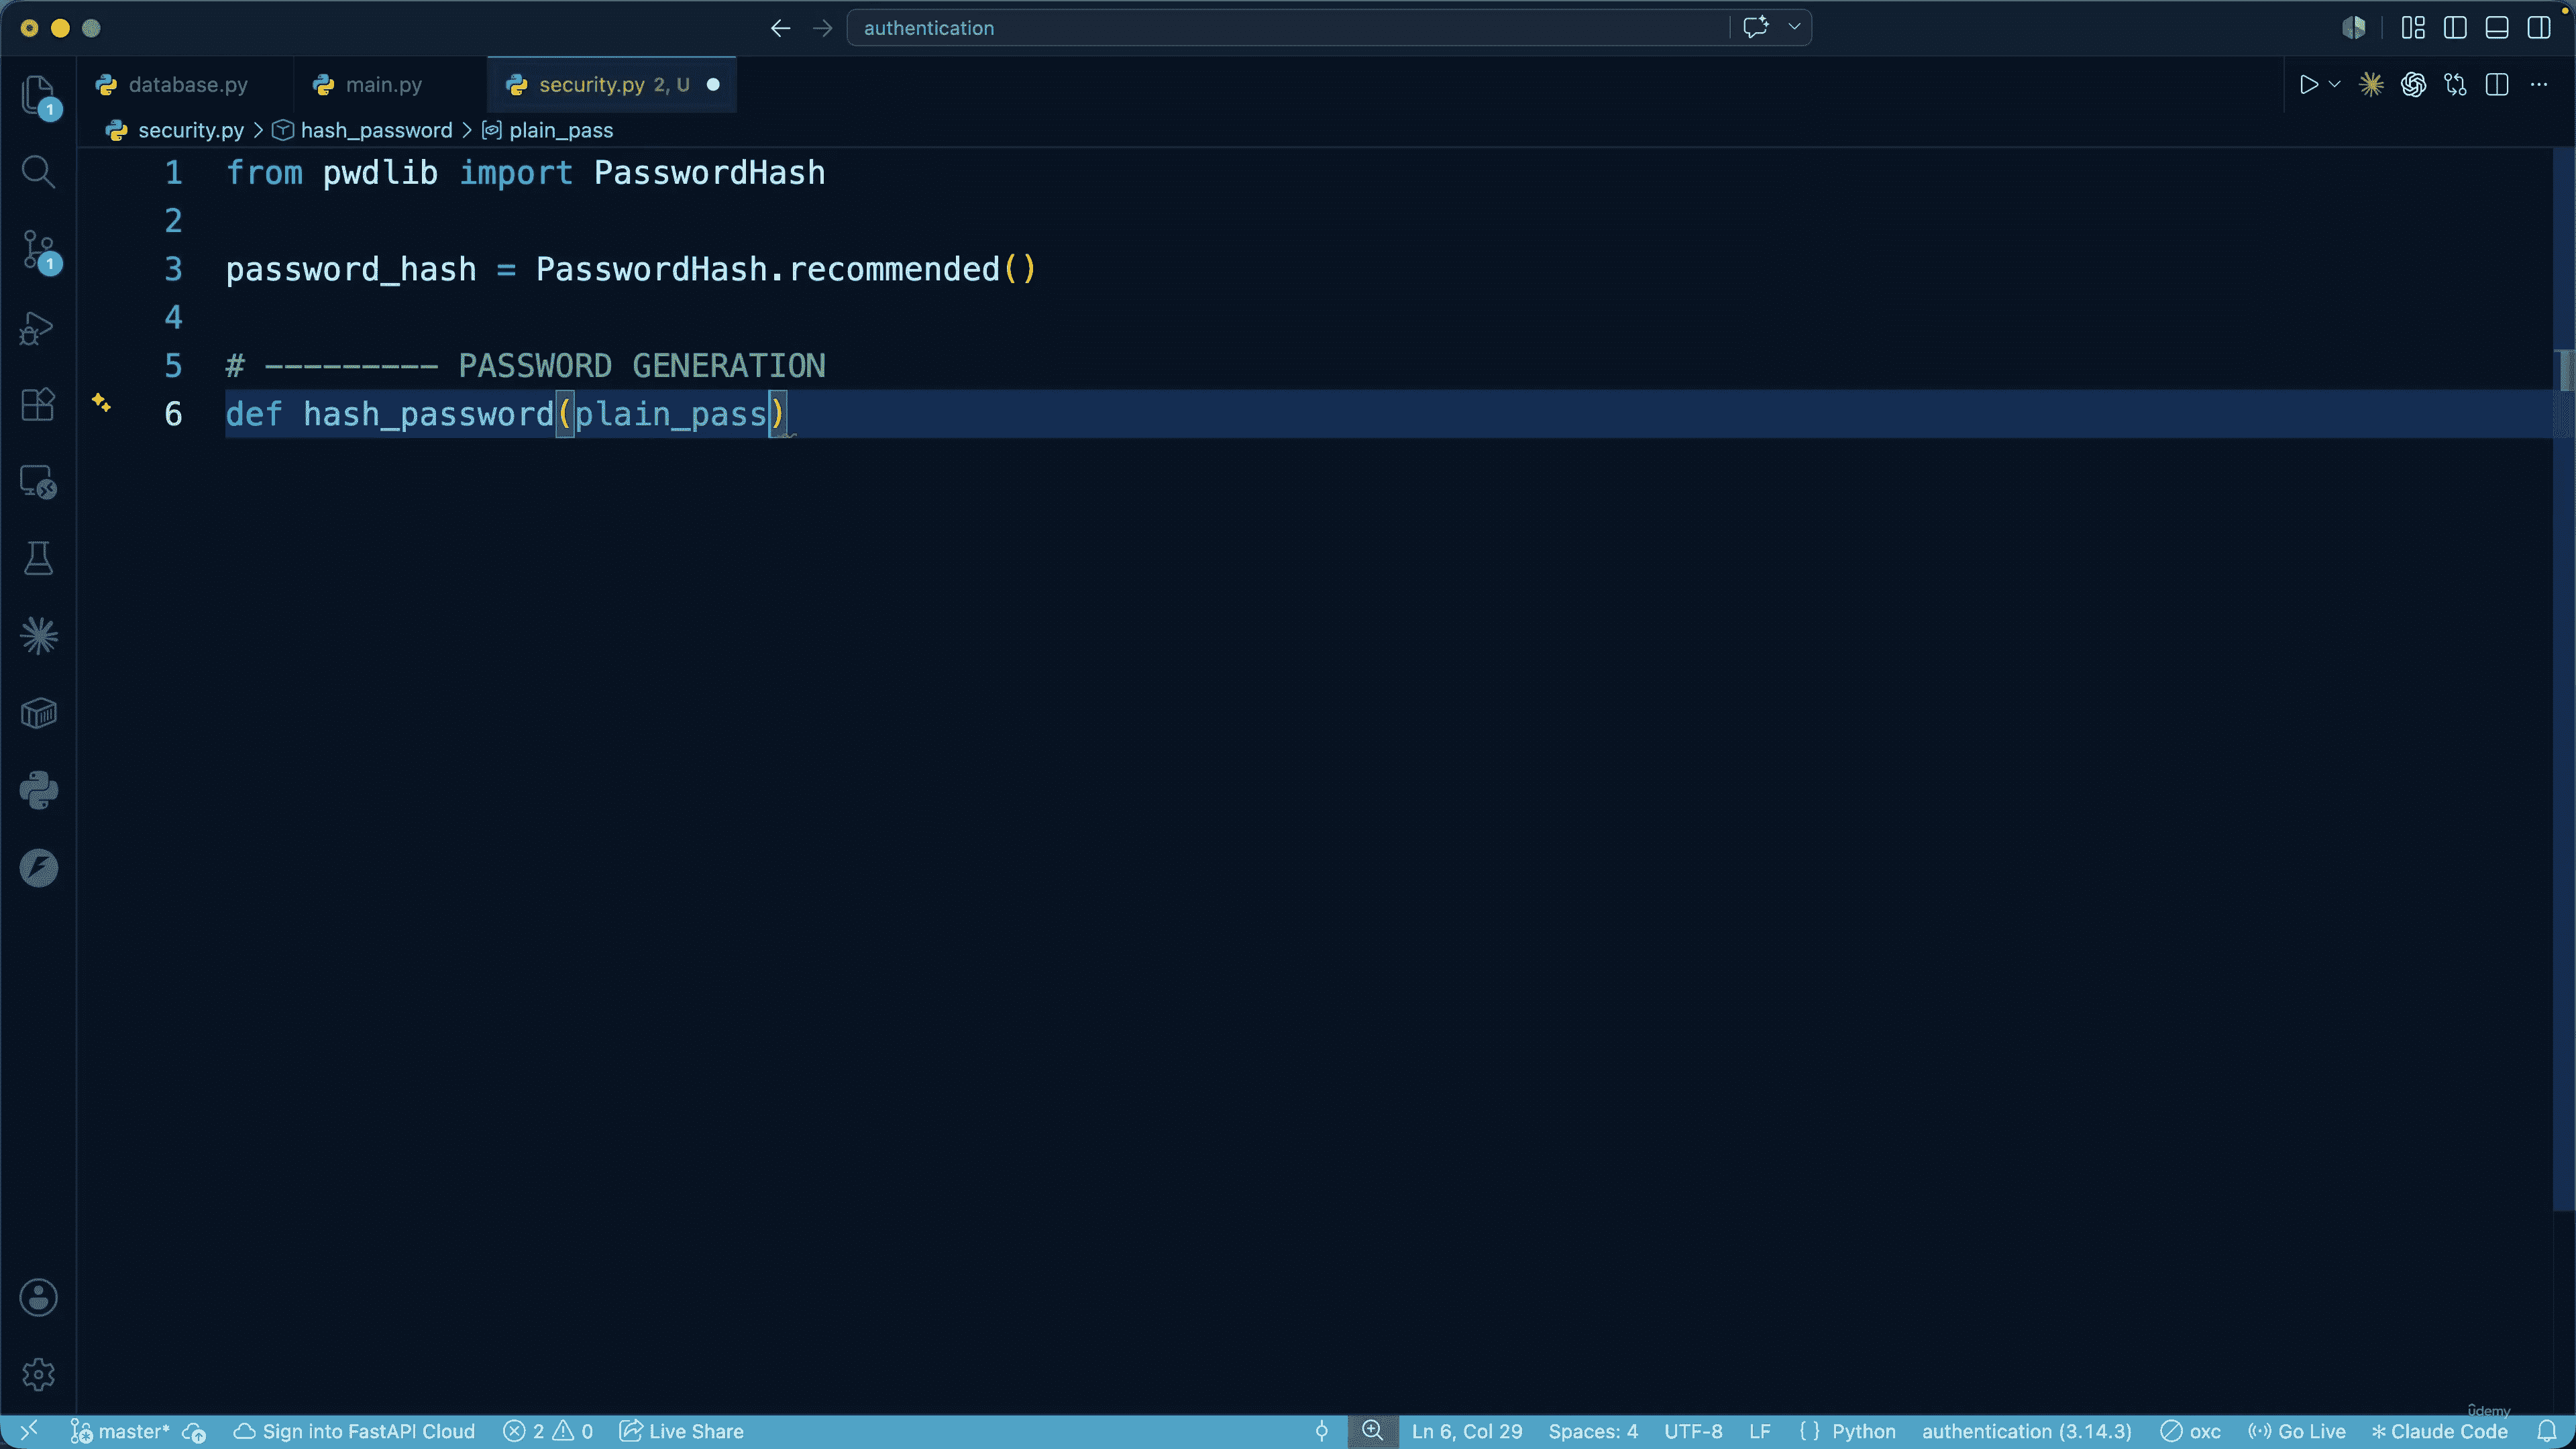 authentication
database.py
main.py
security.py 2, U
security.py > hash_password > plain_pass
1 from pwdlib import PasswordHash
2
3 password_hash = PasswordHash.recommended()
4
5 # --------- PASSWORD GENERATION
6 def hash_password(plain_pass)
1
1
udemy
master* Sign into FastAPI Cloud 2 0 Live Share Ln 6, Col 29 Spaces: 4 UTF-8 LF {} Python authentication (3.14.3) oxc Go Live Claude Code